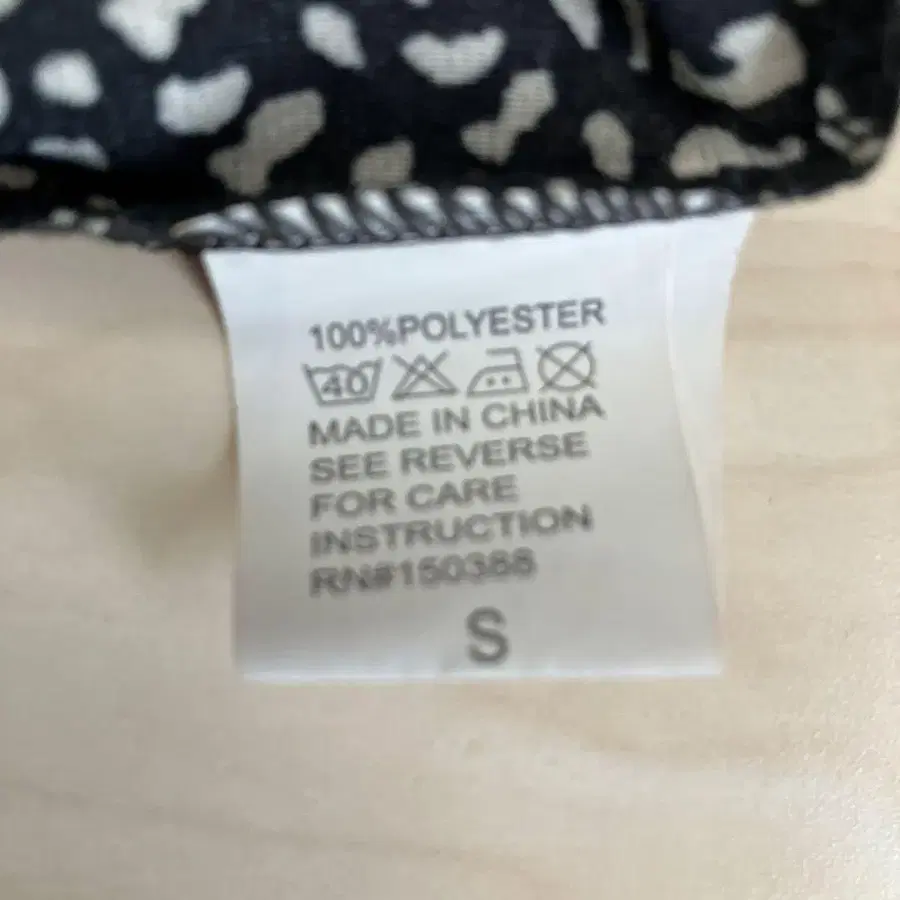 100%POLYESTER
40
MADE IN CHINA
SEE REVERSE
FOR CARE
INSTRUCTION
RN#150388
S